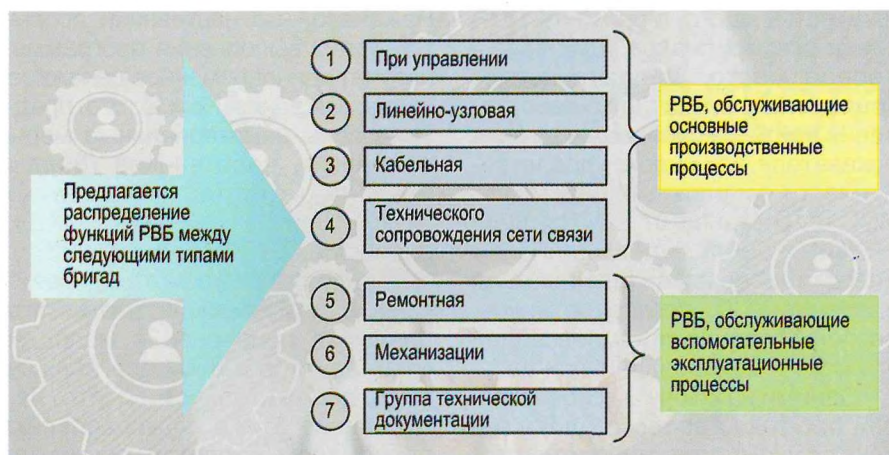 Предлагается
распределение
функций РВБ между
следующими типами
бригад
1 При управлении
2 Линейно-узловая
3 Кабельная
4 Технического
сопровождения сети связи
5 Ремонтная
6 Механизации
7 Группа технической
документации
РВБ, обслуживающие
основные
производственные
процессы
РВБ, обслуживающие
вспомогательные
эксплуатационные
процессы